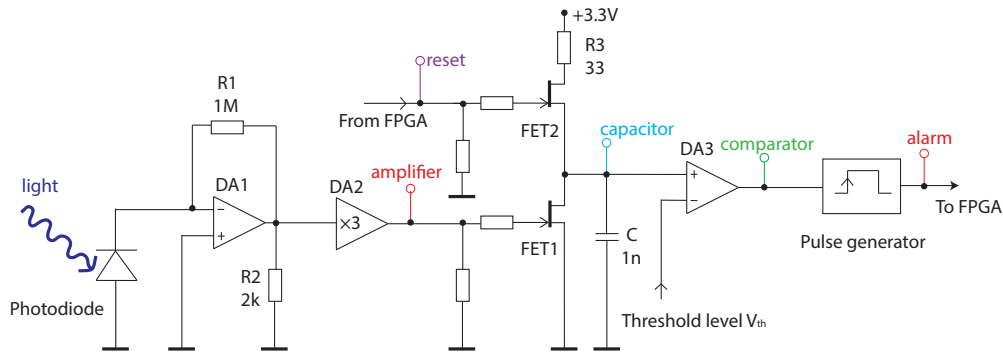 +3.3V
R3
33
reset
From FPGA
FET2
R1
1M
capacitor
DA3
comparator
alarm
light
DA1
DA2
amplifier
×3
+
−
To FPGA
−
+
FET1
C
1n
Pulse generator
R2
2k
Photodiode
Threshold level Vth